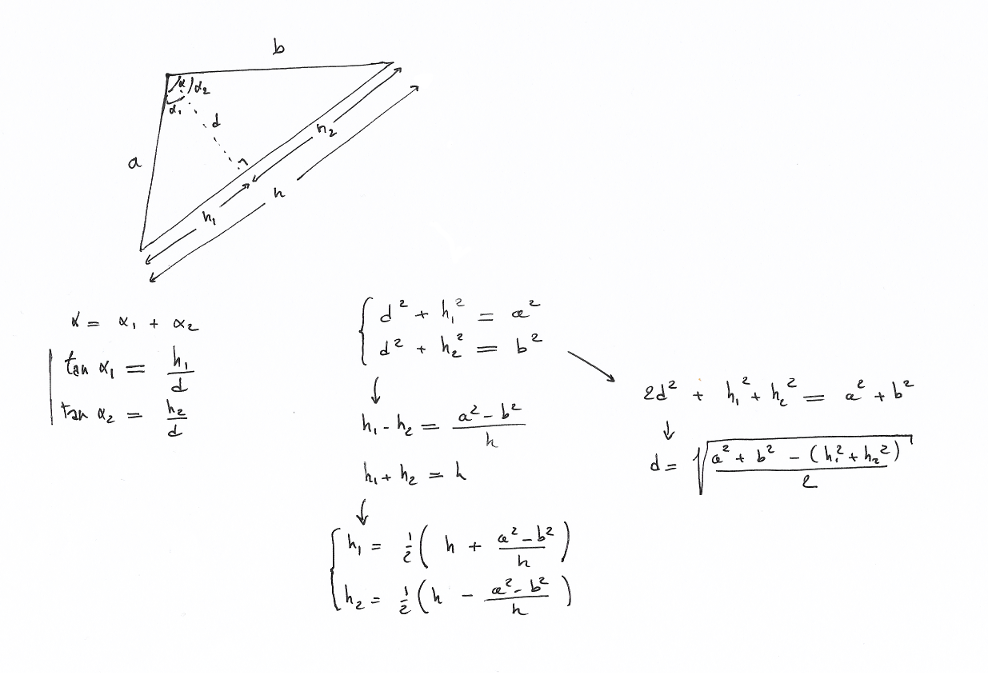 b
α α₂
α₁
d
a
h₂
h
h₁
α = α₁ + α₂
tan α₁ = h₁/d
tan α₂ = h₂/d
d² + h₁² = a²
d² + h₂² = b²
↓
h₁ - h₂ = (a² - b²)/h
h₁ + h₂ = h
↓
h₁ = 1/2 ( h + (a² - b²)/h )
h₂ = 1/2 ( h - (a² - b²)/h )
2d² + h₁² + h₂² = a² + b²
↓
d = √((a² + b² - (h₁² + h₂²))/2)